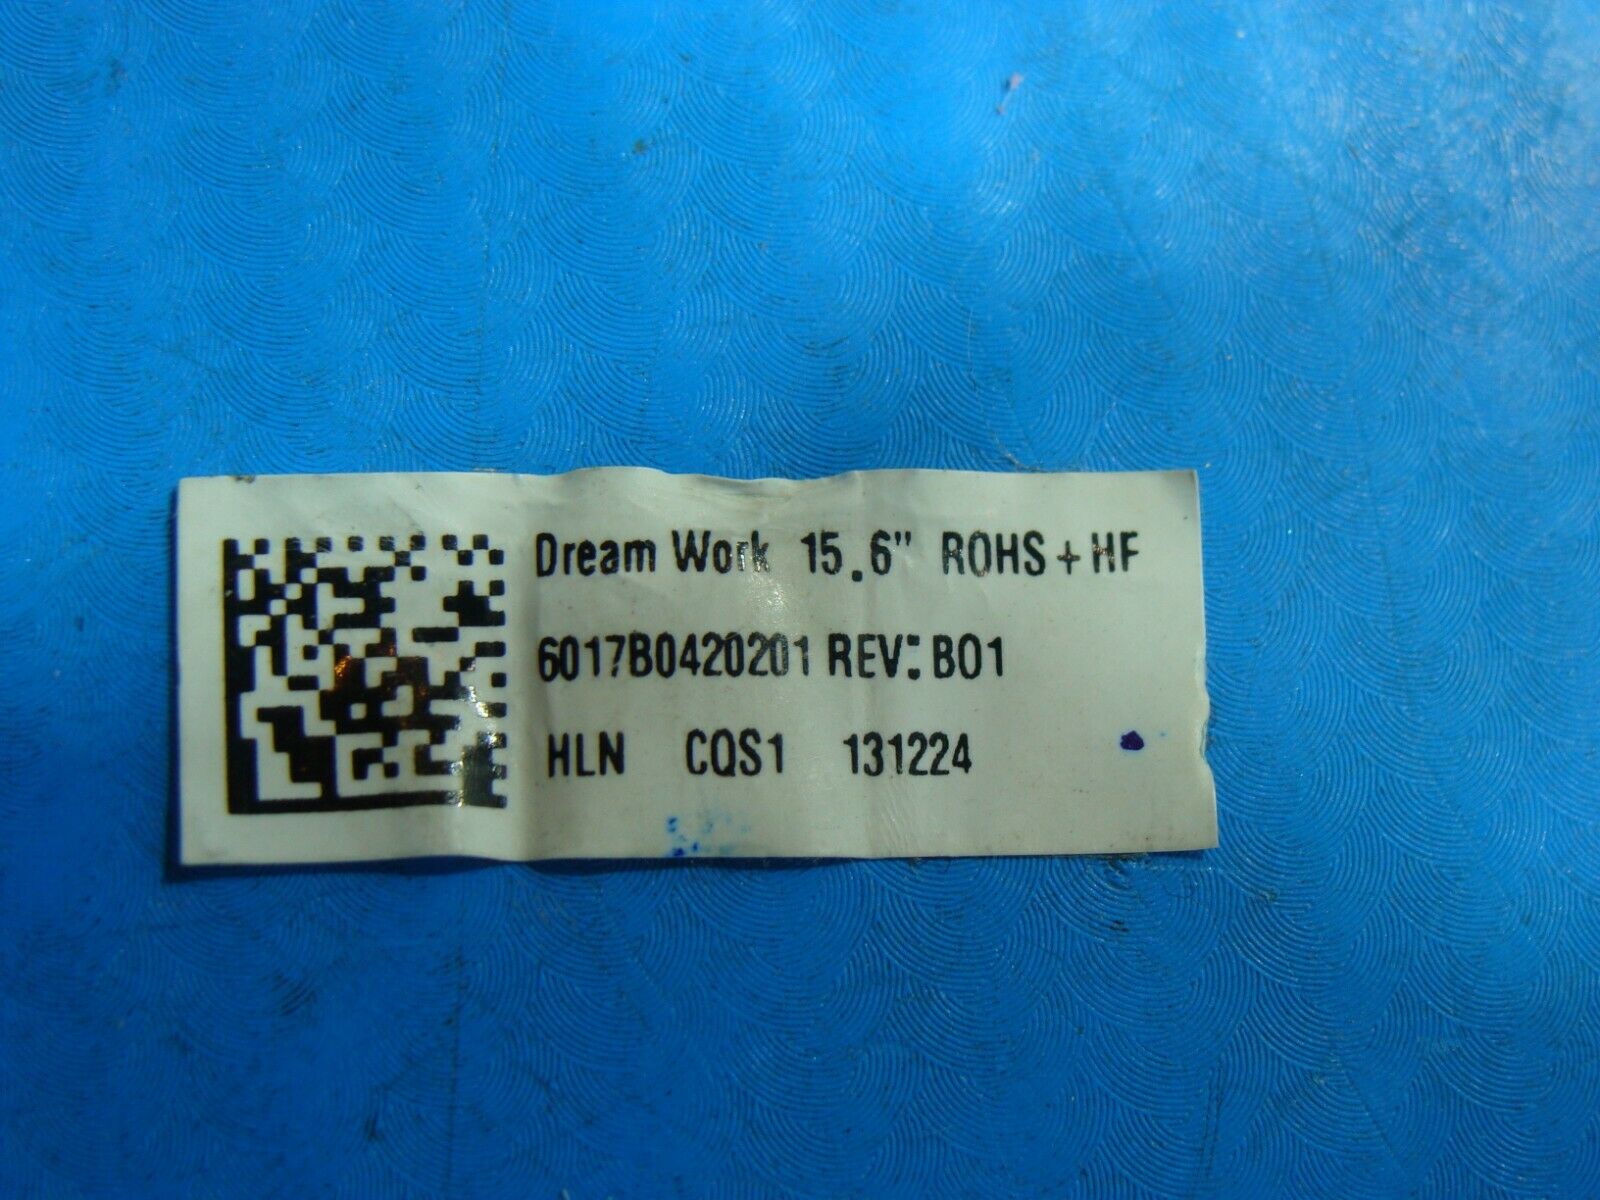 Dream Work 15.6" ROHS + HF
6017B0420201 REV: B01
HLN CQS1 131224